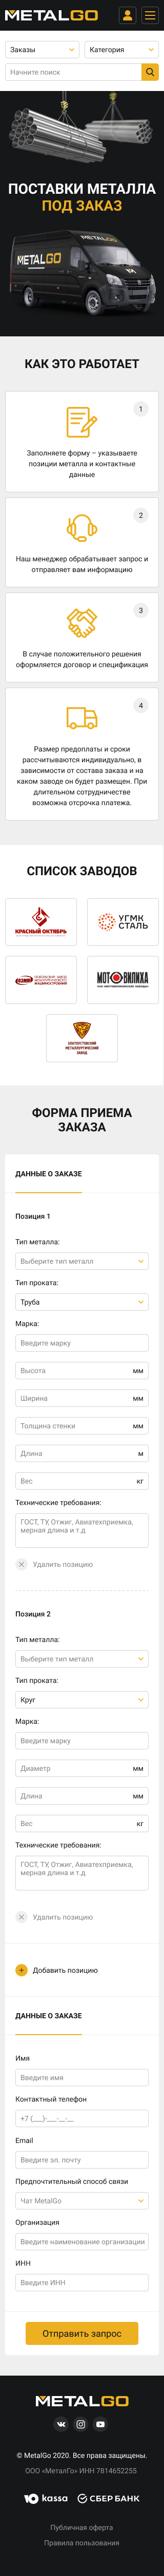 METALGO
Заказы
Категория
Начните поиск
ПОСТАВКИ МЕТАЛЛА
ПОД ЗАКАЗ
METALGO
КАК ЭТО РАБОТАЕТ
1
Заполняете форму – указываете
позиции металла и контактные
данные
2
Наш менеджер обрабатывает запрос и
отправляет вам информацию
3
В случае положительного решения
оформляется договор и спецификация
4
Размер предоплаты и сроки
рассчитываются индивидуально, в
зависимости от состава заказа и на
каком заводе он будет размещен. При
длительном сотрудничестве
возможна отсрочка платежа.
СПИСОК ЗАВОДОВ
КРАСНЫЙ ОКТЯБРЬ
УГМК
СТАЛЬ
МОТОВИЛИХА
ЗЛАТОУСТОВСКИЙ
МЕТАЛЛУРГИЧЕСКИЙ
ЗАВОД
ФОРМА ПРИЕМА
ЗАКАЗА
ДАННЫЕ О ЗАКАЗЕ
Позиция 1
Тип металла:
Выберите тип металл
Тип проката:
Труба
Марка:
Введите марку
Высота мм
Ширина мм
Толщина стенки мм
Длина м
Вес кг
Технические требования:
ГОСТ, ТУ, Отжиг, Авиатехприемка,
мерная длина и т.д
Удалить позицию
Позиция 2
Тип металла:
Выберите тип металл
Тип проката:
Круг
Марка:
Введите марку
Диаметр мм
Длина мм
Вес кг
Технические требования:
ГОСТ, ТУ, Отжиг, Авиатехприемка,
мерная длина и т.д
Удалить позицию
Добавить позицию
ДАННЫЕ О ЗАКАЗЕ
Имя
Введите имя
Контактный телефон
+7 (___)-___-__-__
Email
Введите эл. почту
Предпочтительный способ связи
Чат MetalGo
Организация
Введите наименование организации
ИНН
Введите ИНН
Отправить запрос
METALGO
© MetalGo 2020. Все права защищены.
ООО «МеталГо» ИНН 7814652255
kassa СБЕР БАНК
Публичная оферта
Правила пользования